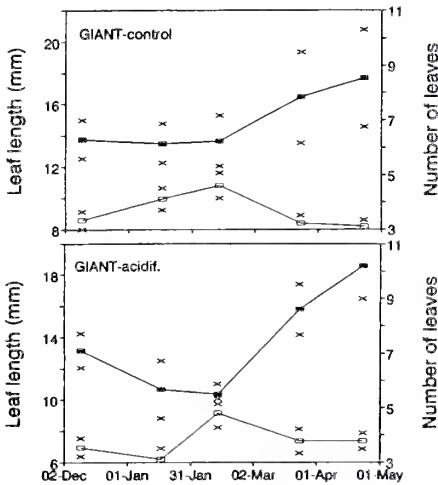 GIANT-control
Leaf length (mm)
20
16
12
8
11
9
7
5
3
Number of leaves
GIANT-acidif.
Leaf length (mm)
18
14
10
6
11
9
7
5
3
Number of leaves
02-Dec 01-Jan 31-Jan 02-Mar 01-Apr 01-May